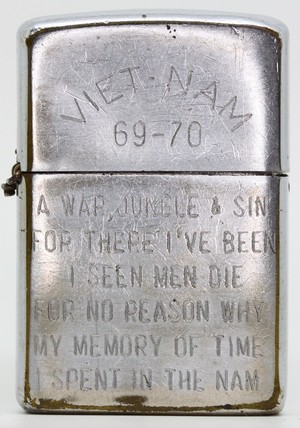 VIET-NAM
69-70
A WAR, JUNGLE & SIN
FOR THERE I'VE BEEN
I SEEN MEN DIE
FOR NO REASON WHY
MY MEMORY OF TIME
I SPENT IN THE NAM